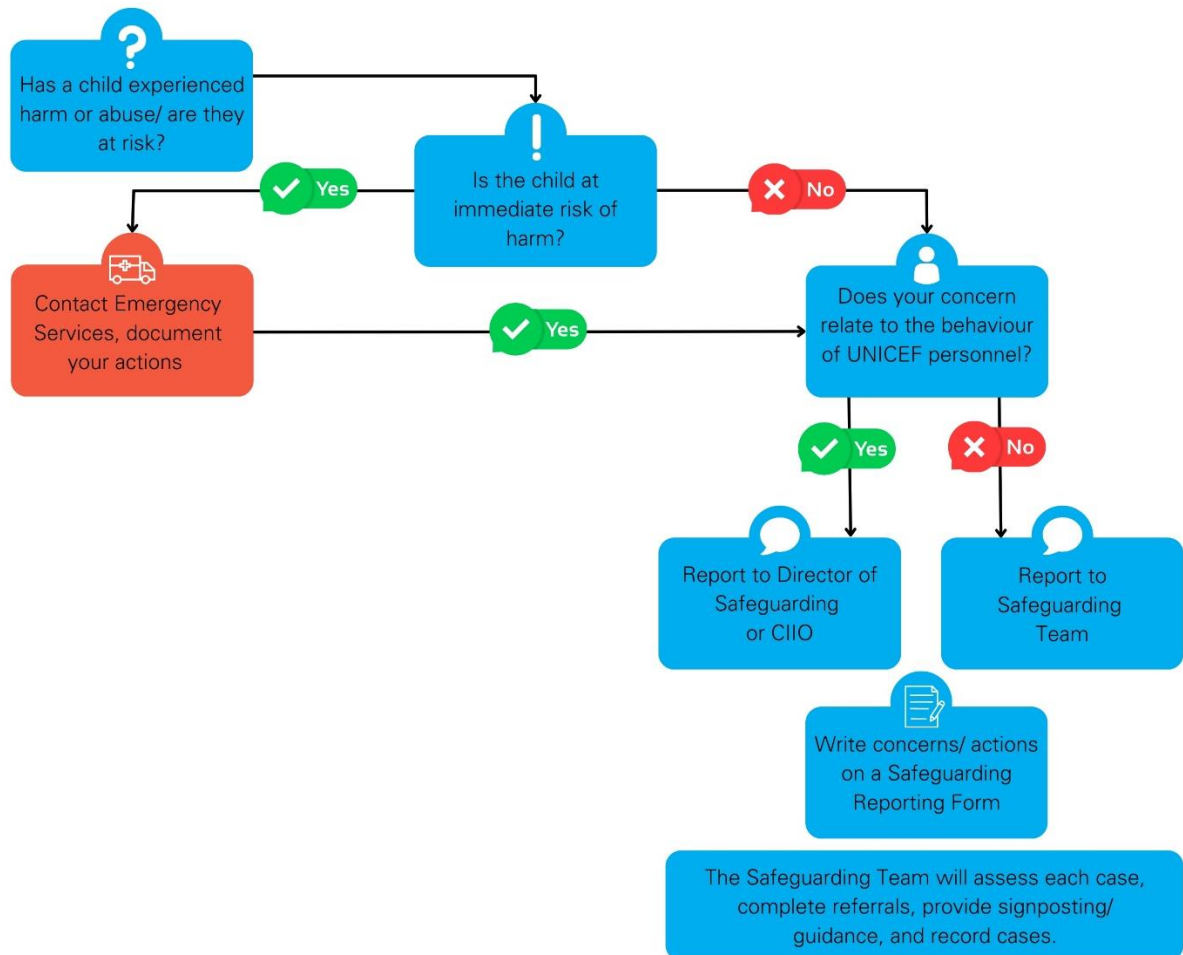 ?
Has a child experienced
harm or abuse/ are they
at risk?
!
Is the child at
immediate risk of
harm?
Yes
No
Contact Emergency
Services, document
your actions
Yes
Does your concern
relate to the behaviour
of UNICEF personnel?
Yes
No
Report to Director of
Safeguarding
or CIIO
Report to
Safeguarding
Team
Write concerns/ actions
on a Safeguarding
Reporting Form
The Safeguarding Team will assess each case,
complete referrals, provide signposting/
guidance, and record cases.